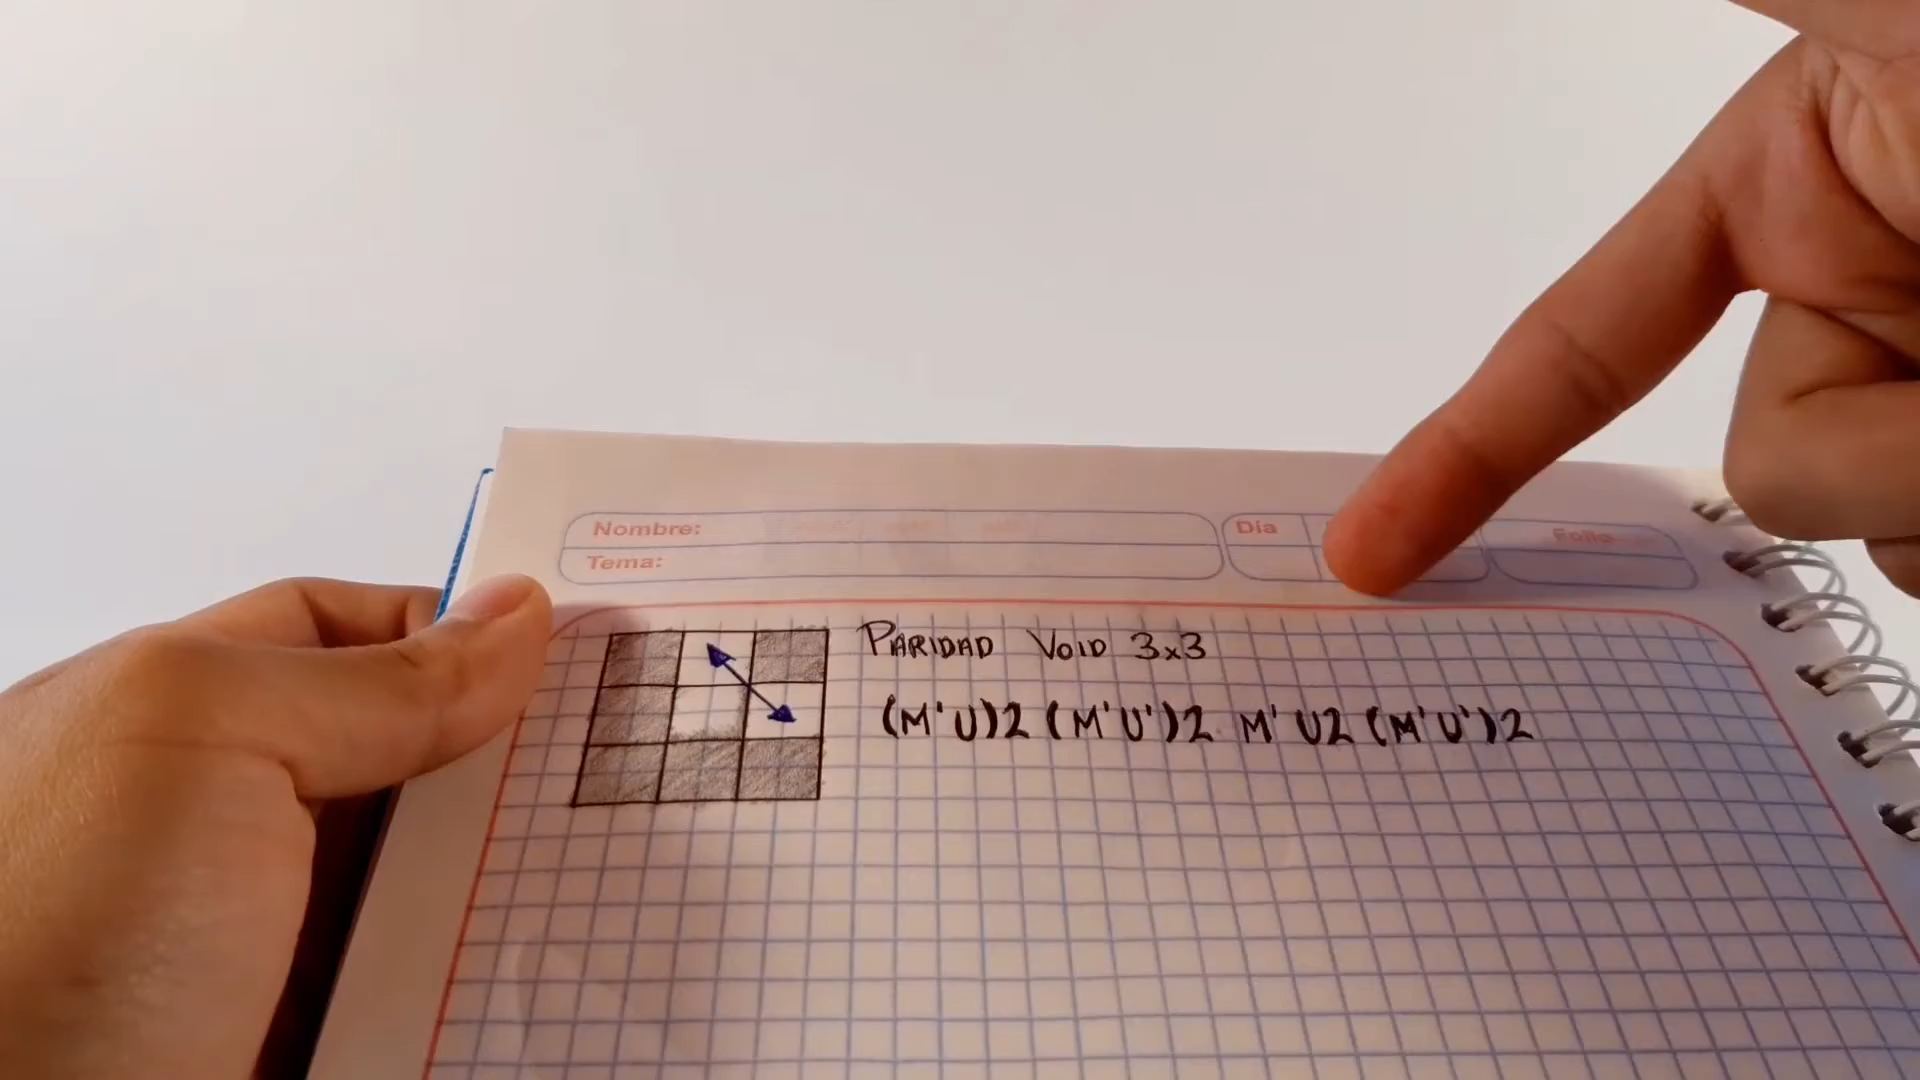 Nombre:
Día
Folio
Tema:
PARIDAD VOID 3x3
(M'U)2 (M'U')2 M' U2 (M'U')2